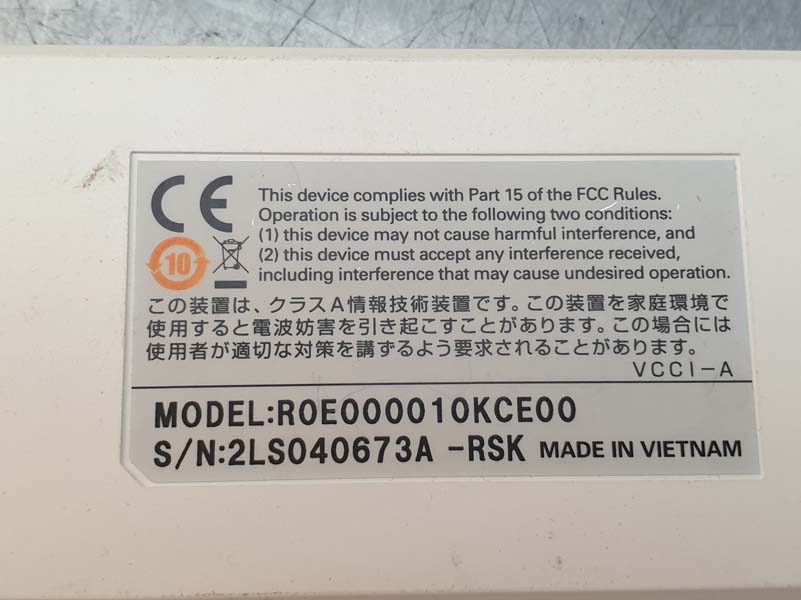 CE
This device complies with Part 15 of the FCC Rules.
Operation is subject to the following two conditions:
(1) this device may not cause harmful interference, and
(2) this device must accept any interference received,
including interference that may cause undesired operation.
10
この装置は、クラスA情報技術装置です。この装置を家庭環境で
使用すると電波妨害を引き起こすことがあります。この場合には
使用者が適切な対策を講ずるよう要求されることがあります。
VCCI-A
MODEL:R0E000010KCE00
S/N:2LS040673A -RSK MADE IN VIETNAM